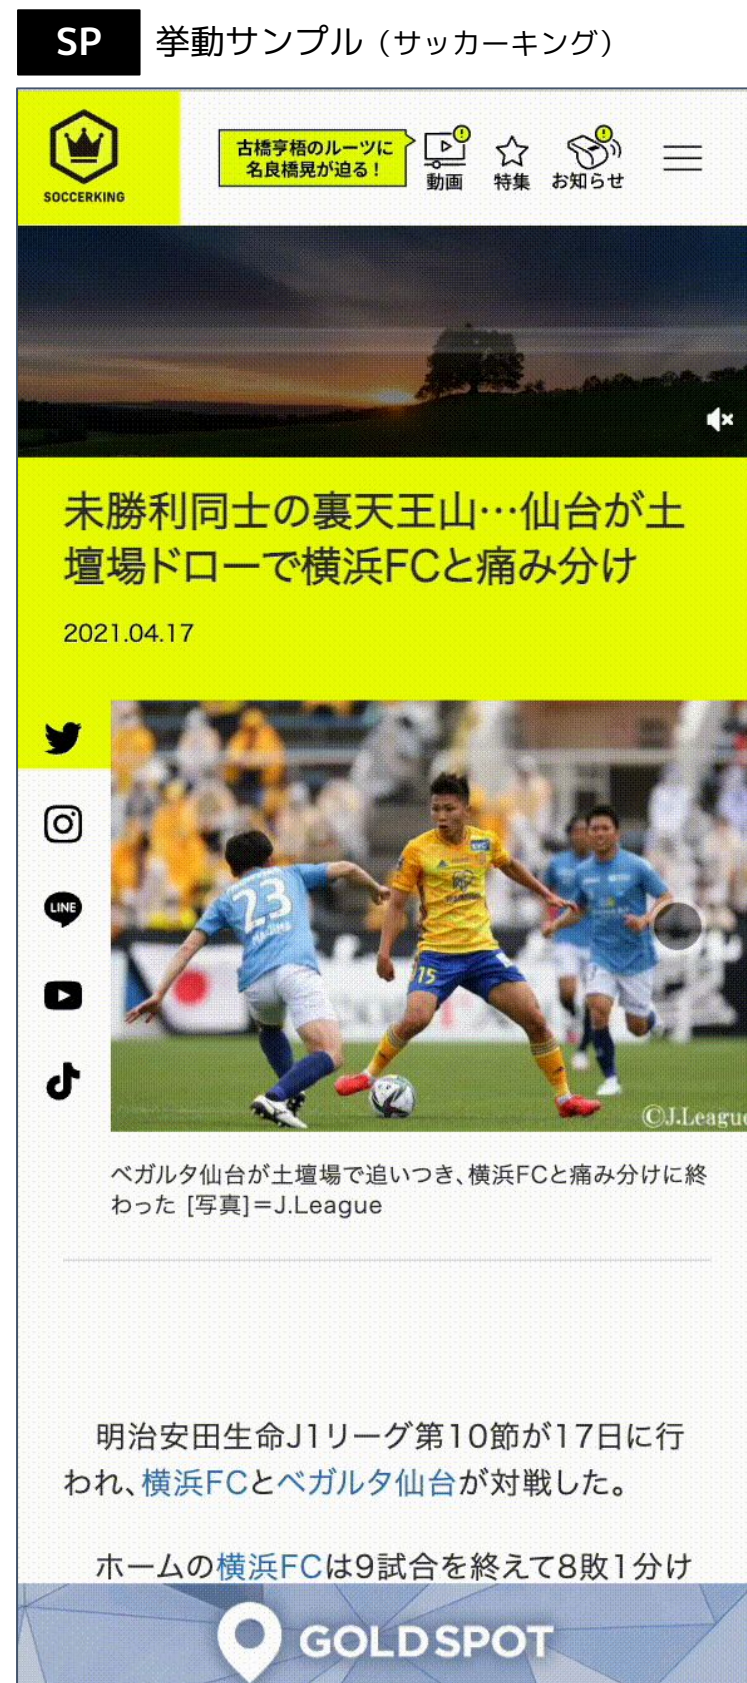 SP 挙動サンプル（サッカーキング）
SOCCERKING
古橋亨梧のルーツに
名良橋晃が迫る！
動画 特集 お知らせ
未勝利同士の裏天王山…仙台が土
壇場ドローで横浜FCと痛み分け
2021.04.17
23
15
LINE
©J.League
ベガルタ仙台が土壇場で追いつき、横浜FCと痛み分けに終
わった [写真]＝J.League
明治安田生命J1リーグ第10節が17日に行
われ、横浜FCとベガルタ仙台が対戦した。
ホームの横浜FCは9試合を終えて8敗1分け
GOLDSPOT